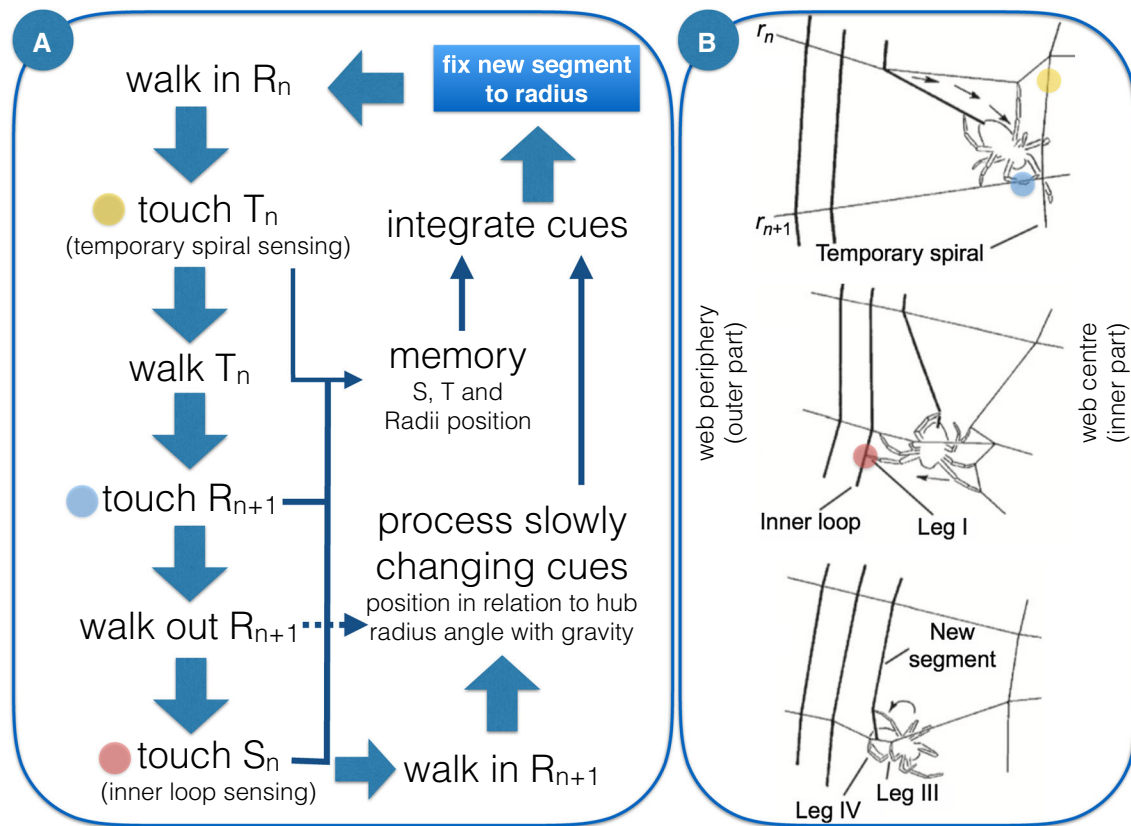 A
walk in Rn
fix new segment
to radius
touch Tn
(temporary spiral sensing)
integrate cues
walk Tn
memory
S, T and
Radii position
touch Rn+1
process slowly
changing cues
position in relation to hub
radius angle with gravity
walk out Rn+1
touch Sn
(inner loop sensing)
walk in Rn+1
B
rn
rn+1
Temporary spiral
web periphery
(outer part)
web centre
(inner part)
Inner loop
Leg I
New
segment
Leg IV
Leg III